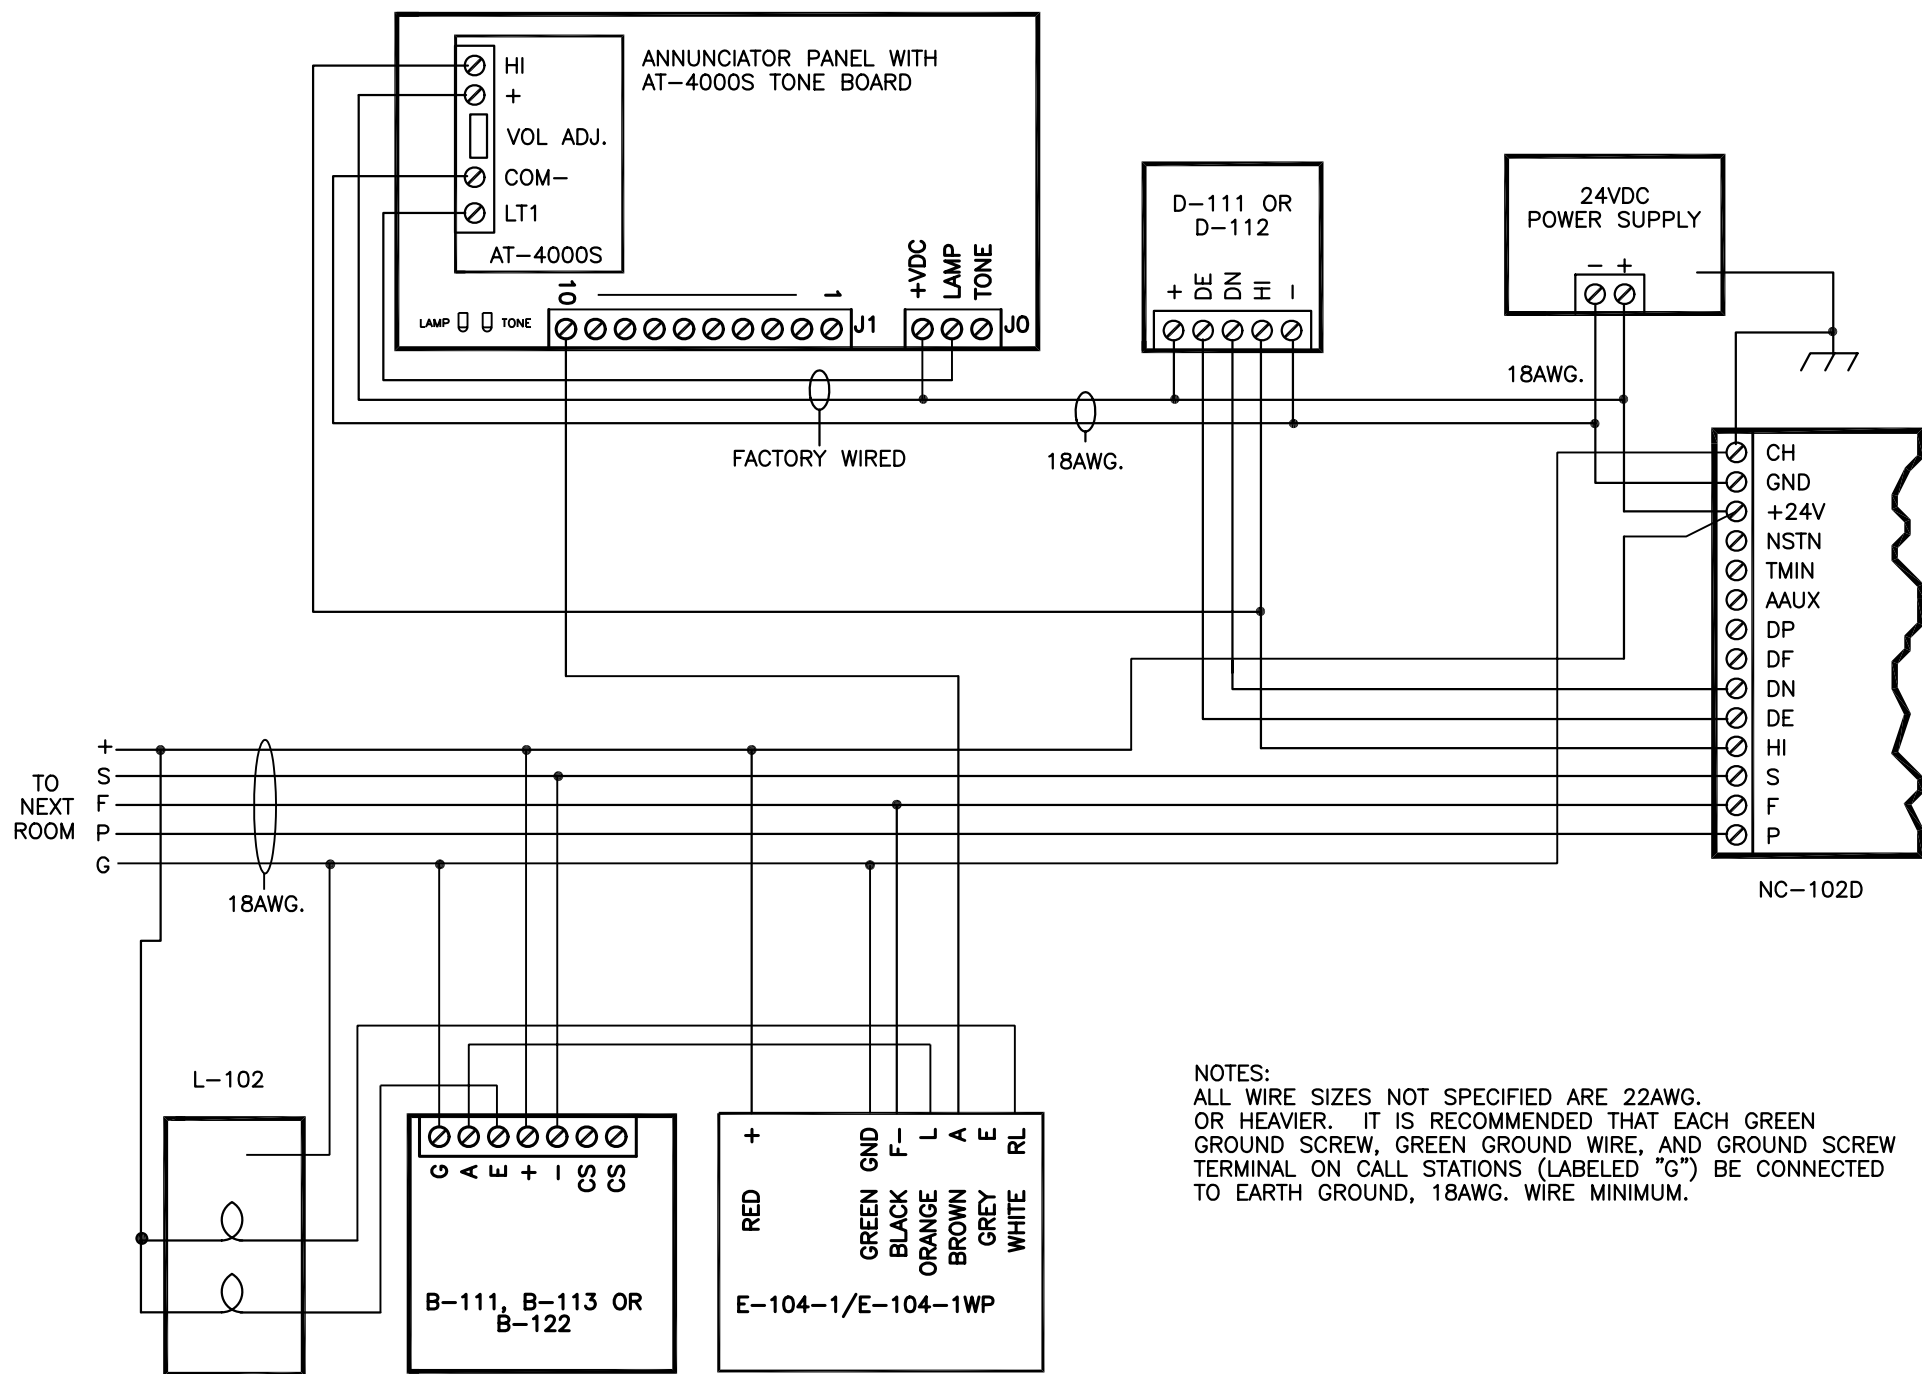 ANNUNCIATOR PANEL WITH
AT-4000S TONE BOARD
HI
+
VOL ADJ.
COM-
LT1
AT-4000S
LAMP
TONE
10
1
J1
+VDC
LAMP
TONE
J0
FACTORY WIRED
18AWG.
D-111 OR
D-112
+
DE
DN
HI
-
24VDC
POWER SUPPLY
- +
18AWG.
CH
GND
+24V
NSTN
TMIN
AAUX
DP
DF
DN
DE
HI
S
F
P
NC-102D
TO
NEXT
ROOM
+
S
F
P
G
18AWG.
L-102
G
A
E
+
-
CS
CS
B-111, B-113 OR
B-122
+
GND
F-
L
A
E
RL
RED
GREEN
BLACK
ORANGE
BROWN
GREY
WHITE
E-104-1/E-104-1WP
NOTES:
ALL WIRE SIZES NOT SPECIFIED ARE 22AWG.
OR HEAVIER. IT IS RECOMMENDED THAT EACH GREEN
GROUND SCREW, GREEN GROUND WIRE, AND GROUND SCREW
TERMINAL ON CALL STATIONS (LABELED "G") BE CONNECTED
TO EARTH GROUND, 18AWG. WIRE MINIMUM.